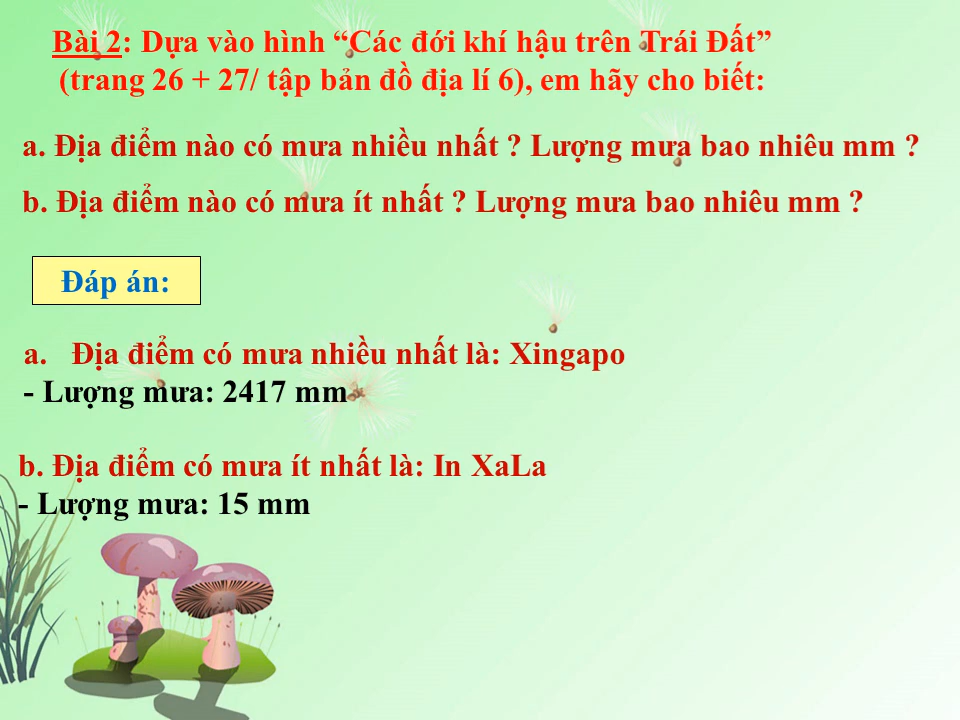 Bài 2: Dựa vào hình “Các đới khí hậu trên Trái Đất”
(trang 26 + 27/ tập bản đồ địa lí 6), em hãy cho biết:
a. Địa điểm nào có mưa nhiều nhất ? Lượng mưa bao nhiêu mm ?
b. Địa điểm nào có mưa ít nhất ? Lượng mưa bao nhiêu mm ?
Đáp án:
a. Địa điểm có mưa nhiều nhất là: Xingapo
- Lượng mưa: 2417 mm
b. Địa điểm có mưa ít nhất là: In XaLa
- Lượng mưa: 15 mm